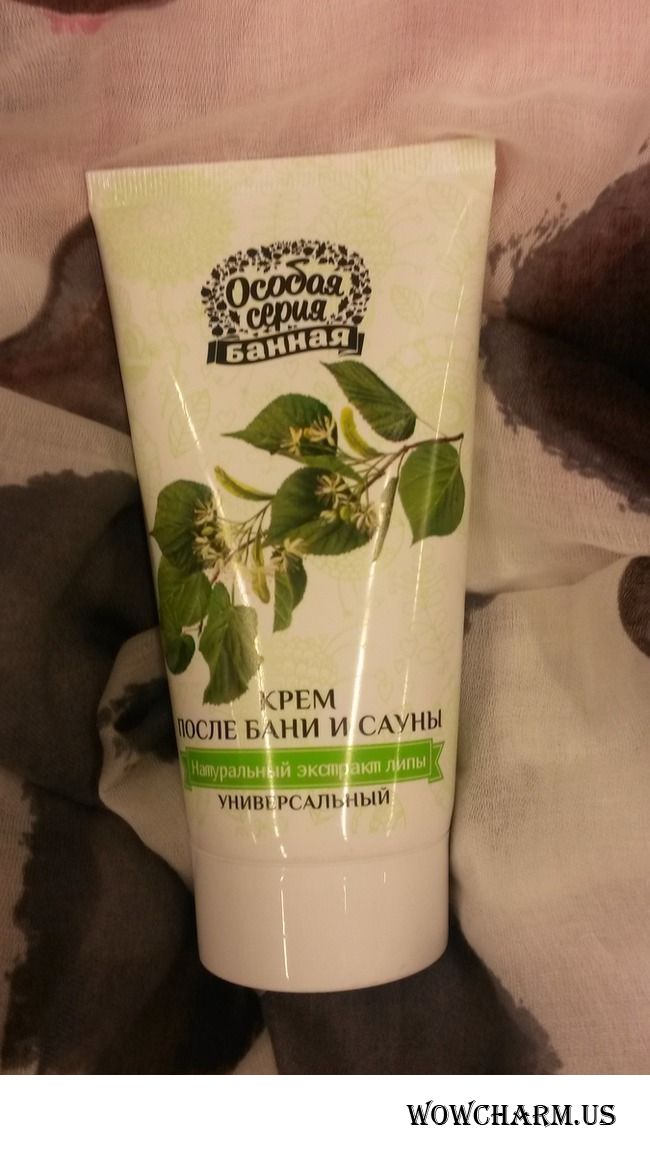 Особая
серия
банная
КРЕМ
ПОСЛЕ БАНИ И САУНЫ
Натуральный экстракт липы
УНИВЕРСАЛЬНЫЙ
WOWCHARM.US